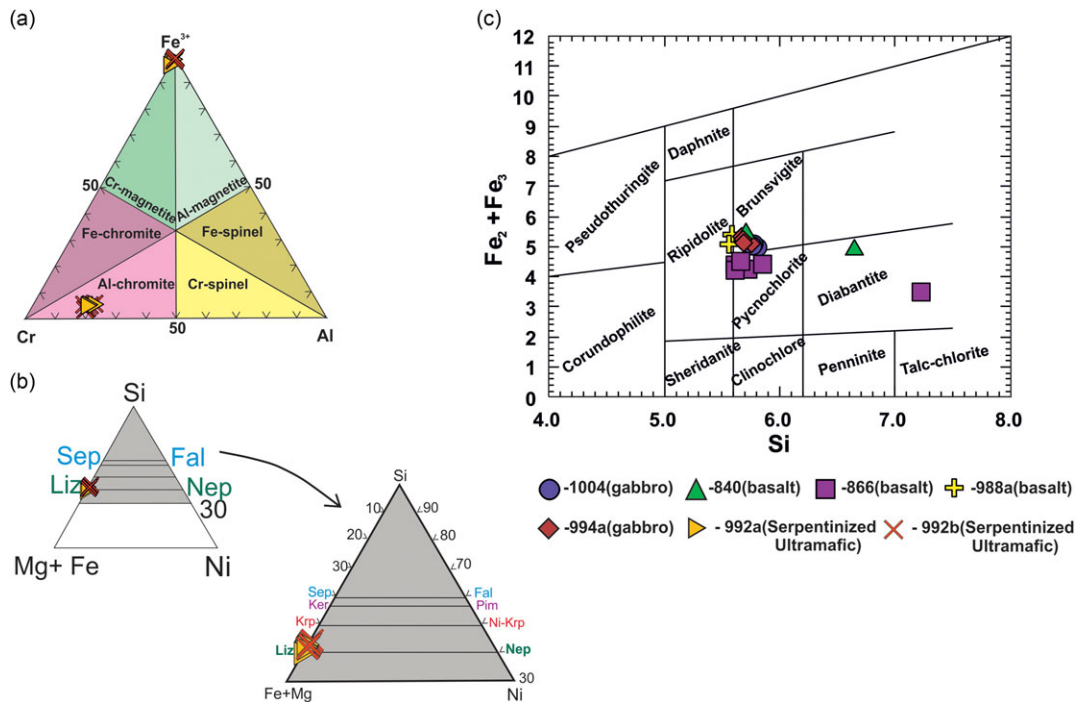 (a)
Fe3+
50
50
Cr-magnetite
Al-magnetite
Fe-chromite
Fe-spinel
Al-chromite
Cr-spinel
Cr
50
Al
(b)
Si
Sep
Fal
Liz
Nep
30
Mg+ Fe
Ni
Si
10
90
20
80
30
70
Sep
Fal
Ker
Pim
Krp
Ni-Krp
Liz
Nep
30
Fe+Mg
Ni
(c)
12
11
10
9
8
7
6
5
4
3
2
1
0
Fe2 +Fe3
Pseudothuringite
Daphnite
Brunsvigite
Ripidolite
Pycnochlorite
Diabantite
Corundophilite
Sheridanite
Clinochlore
Penninite
Talc-chlorite
4.0
5.0
6.0
7.0
8.0
Si
-1004(gabbro)
-840(basalt)
-866(basalt)
-988a(basalt)
-994a(gabbro)
- 992a(Serpentinized
Ultramafic)
- 992b(Serpentinized
Ultramafic)